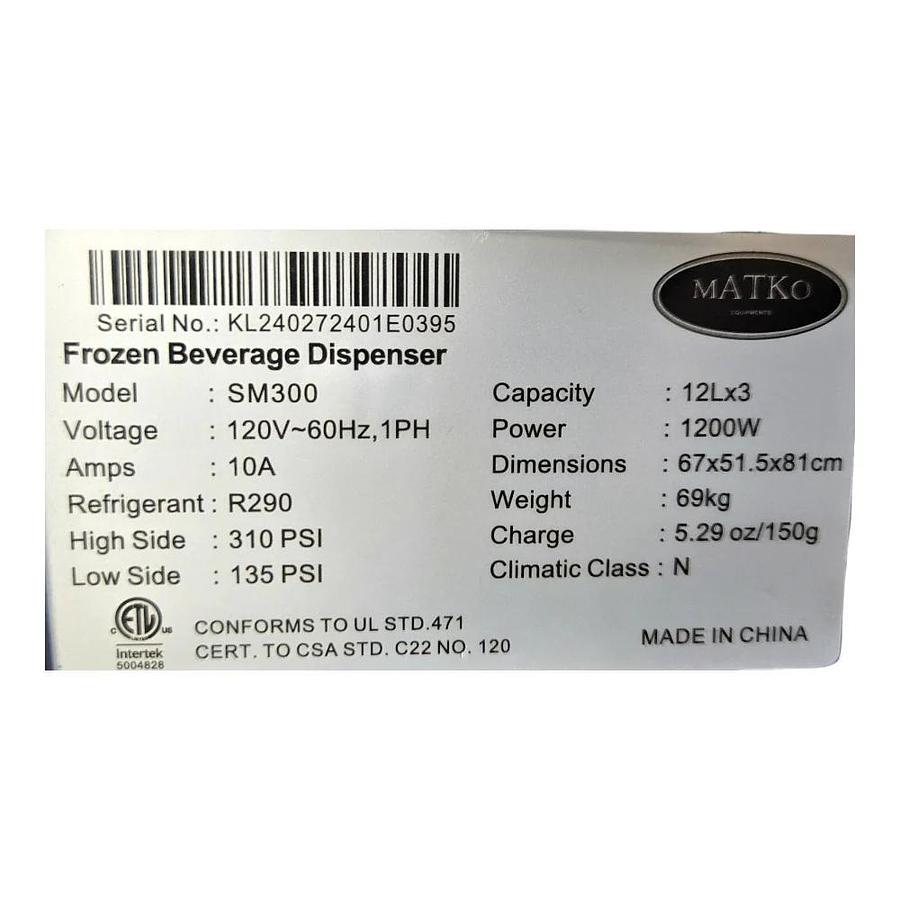 MATKO
EQUIPMENTS
Serial No.: KL240272401E0395
Frozen Beverage Dispenser
Model : SM300
Voltage : 120V~60Hz,1PH
Amps : 10A
Refrigerant : R290
High Side : 310 PSI
Low Side : 135 PSI
Capacity : 12Lx3
Power : 1200W
Dimensions : 67x51.5x81cm
Weight : 69kg
Charge : 5.29 oz/150g
Climatic Class : N
C ETL US
Intertek
5004828
CONFORMS TO UL STD.471
CERT. TO CSA STD. C22 NO. 120
MADE IN CHINA